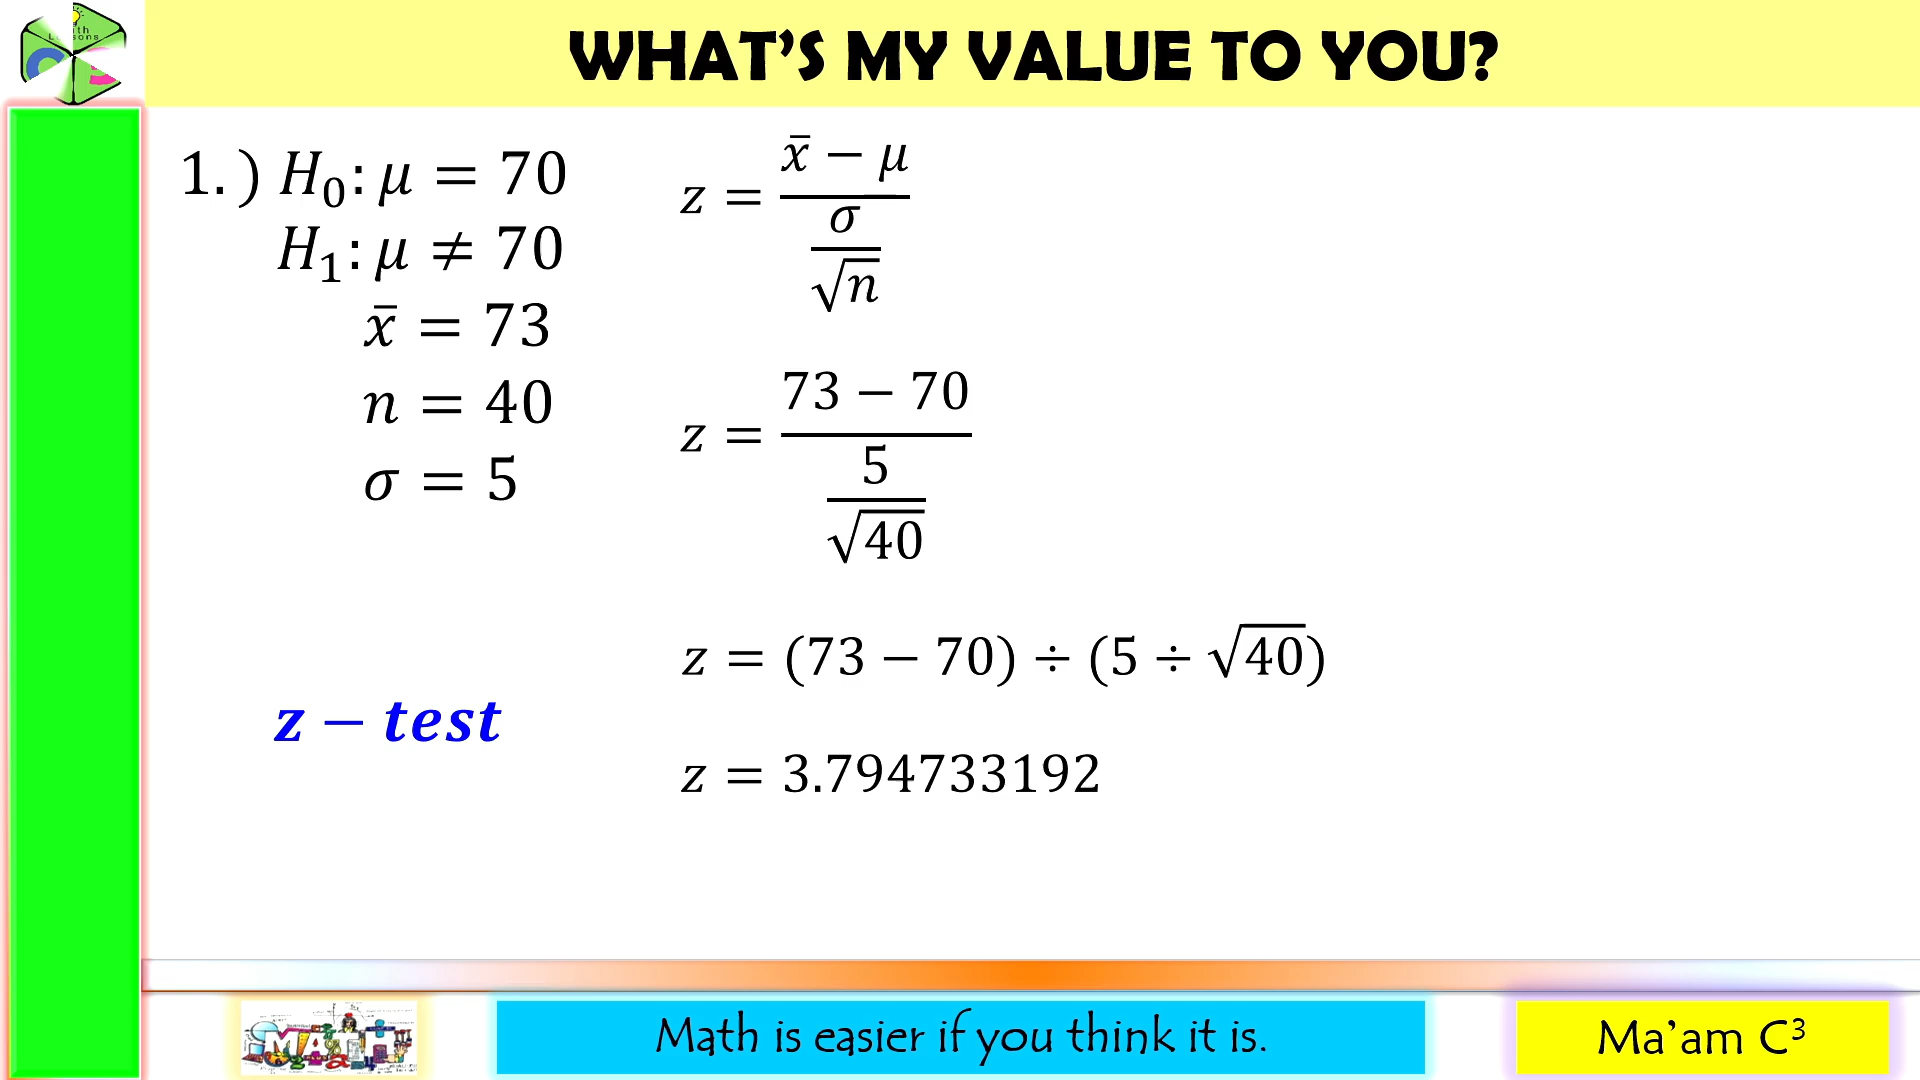 WHAT'S MY VALUE TO YOU?
1.) H₀: μ = 70
H₁: μ ≠ 70
x̄ = 73
n = 40
σ = 5
z − test
z = (x̄ − μ) / (σ / √n)
z = (73 − 70) / (5 / √40)
z = (73 − 70) ÷ (5 ÷ √40)
z = 3.794733192
MATH
Math is easier if you think it is.
Ma'am C³